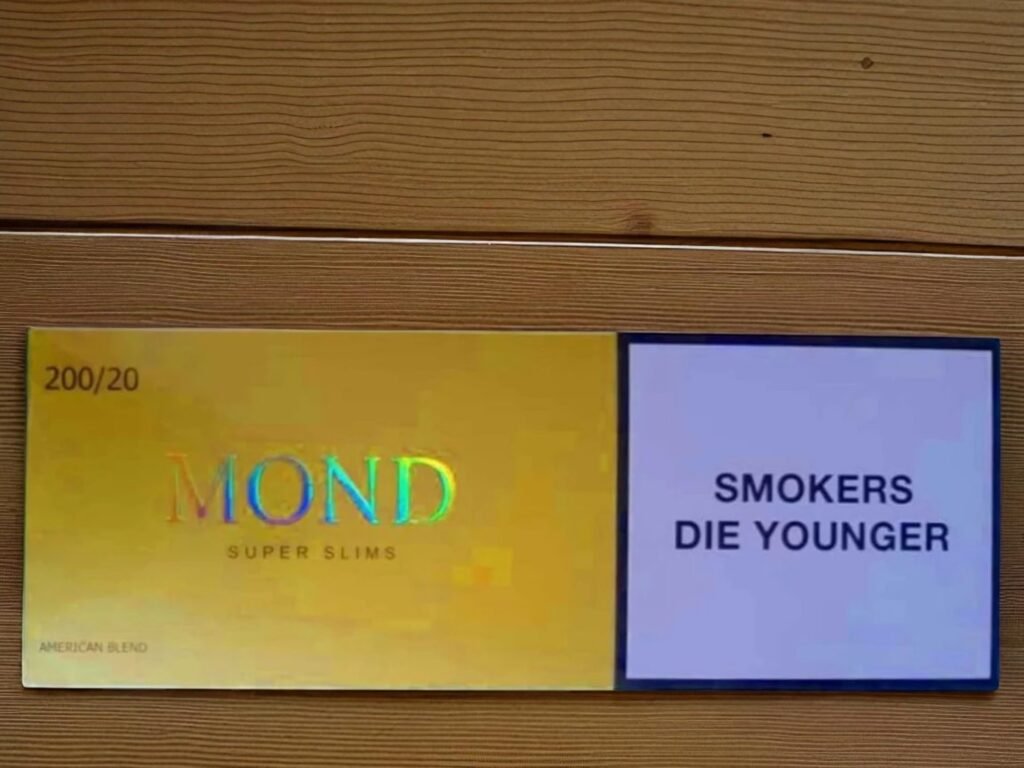 200/20
MOND
SUPER SLIMS
AMERICAN BLEND
SMOKERS
DIE YOUNGER